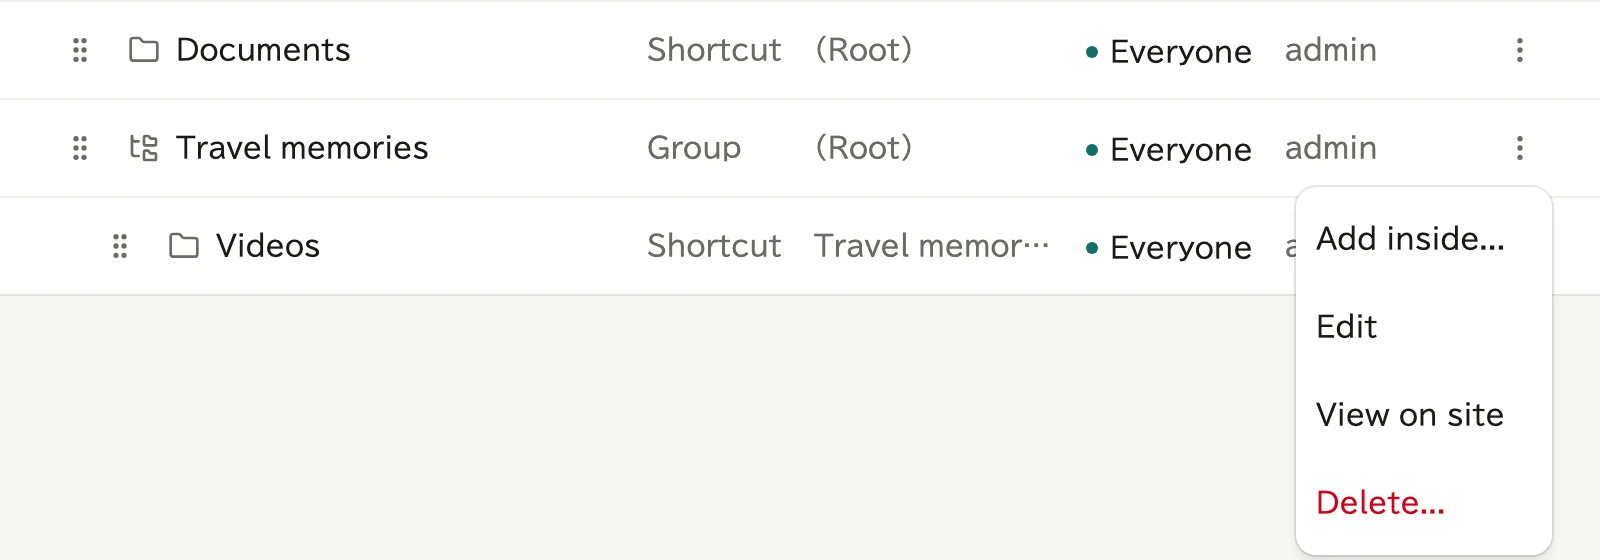 Documents Shortcut (Root) Everyone admin
Travel memories Group (Root) Everyone admin
Videos Shortcut Travel memor… Everyone a
Add inside...
Edit
View on site
Delete...